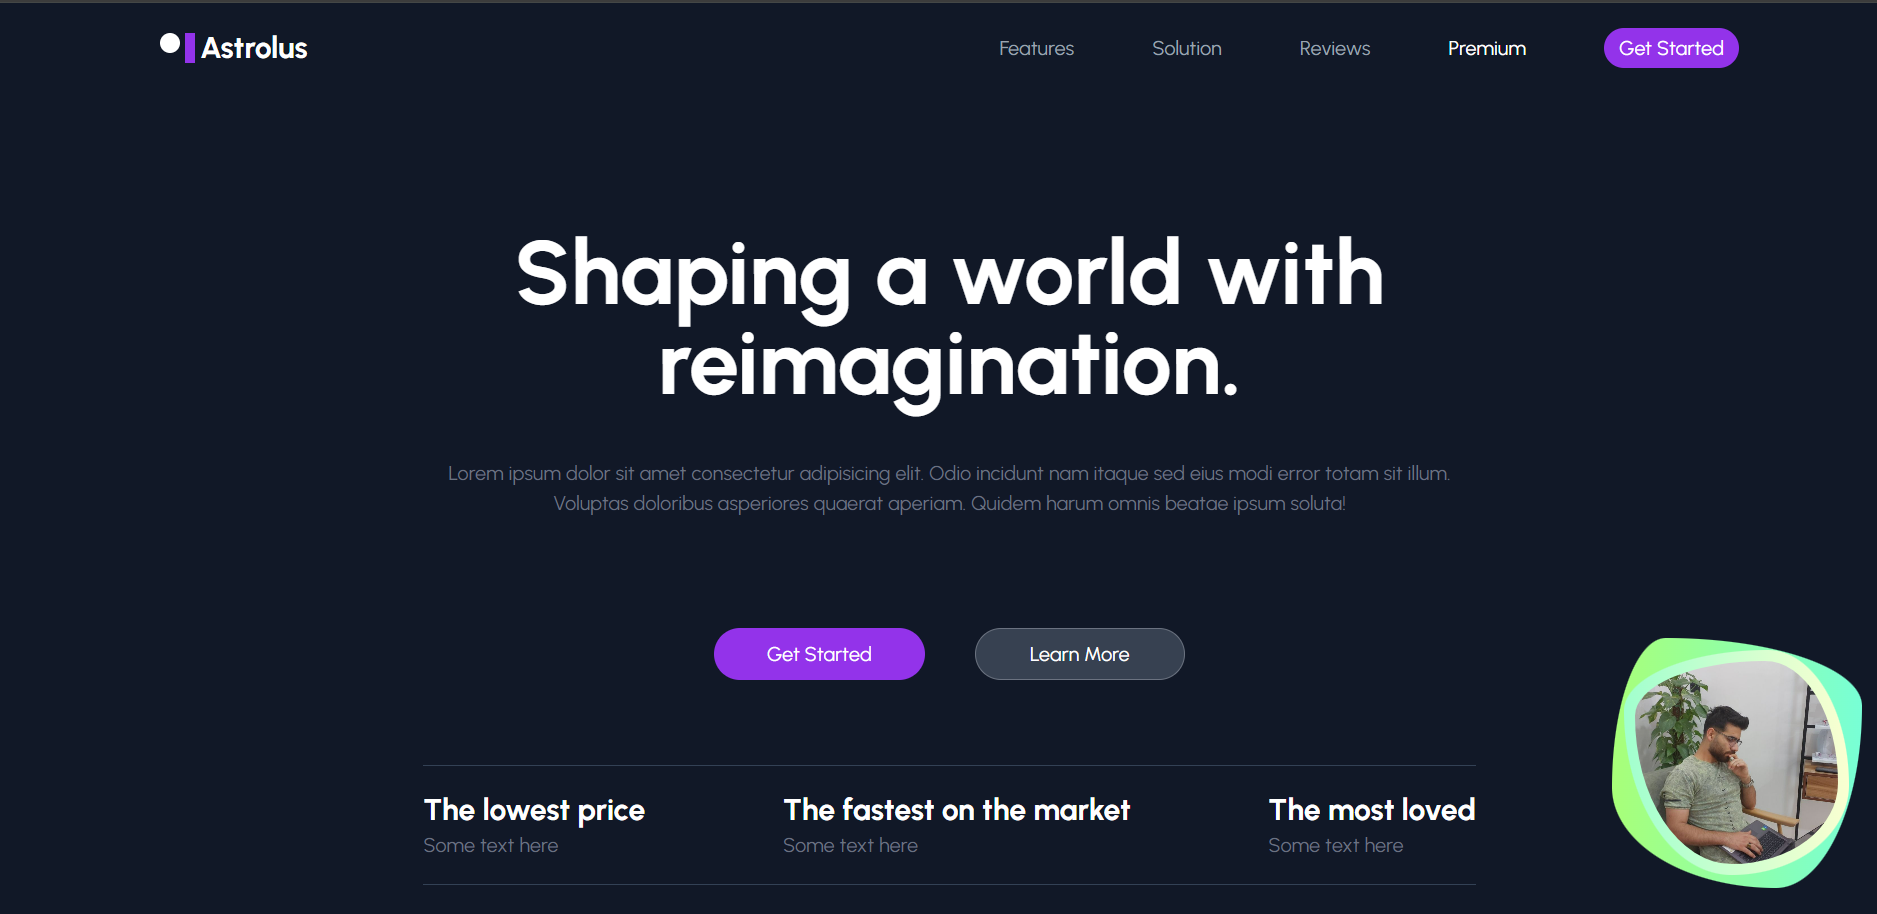 Astrolus
Features Solution Reviews Premium Get Started
Shaping a world with
reimagination.
Lorem ipsum dolor sit amet consectetur adipisicing elit. Odio incidunt nam itaque sed eius modi error totam sit illum.
Voluptas doloribus asperiores quaerat aperiam. Quidem harum omnis beatae ipsum soluta!
Get Started Learn More
The lowest price The fastest on the market The most loved
Some text here Some text here Some text here